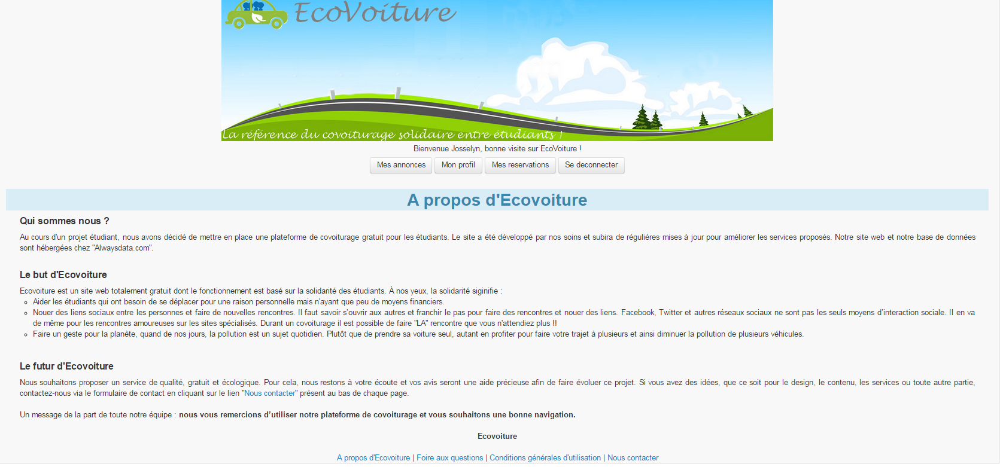 EcoVoiture
La référence du covoiturage solidaire entre étudiants !
Bienvenue Josselyn, bonne visite sur EcoVoiture !
Mes annonces Mon profil Mes reservations Se deconnecter
A propos d'Ecovoiture
Qui sommes nous ?
Au cours d'un projet étudiant, nous avons décidé de mettre en place une plateforme de covoiturage gratuit pour les étudiants. Le site a été développé par nos soins et subira de régulières mises à jour pour améliorer les services proposés. Notre site web et notre base de données
sont hébergées chez "Alwaysdata.com".
Le but d'Ecovoiture
Ecovoiture est un site web totalement gratuit dont le fonctionnement est basé sur la solidarité des étudiants. À nos yeux, la solidarité siginifie :
Aider les étudiants qui ont besoin de se déplacer pour une raison personnelle mais n'ayant que peu de moyens financiers.
Nouer des liens sociaux entre les personnes et faire de nouvelles rencontres. Il faut savoir s’ouvrir aux autres et franchir le pas pour faire des rencontres et nouer des liens. Facebook, Twitter et autres réseaux sociaux ne sont pas les seuls moyens d’interaction sociale. Il en va
de même pour les rencontres amoureuses sur les sites spécialisés. Durant un covoiturage il est possible de faire "LA" rencontre que vous n'attendiez plus !!
Faire un geste pour la planète, quand de nos jours, la pollution est un sujet quotidien. Plutôt que de prendre sa voiture seul, autant en profiter pour faire votre trajet à plusieurs et ainsi diminuer la pollution de plusieurs véhicules.
Le futur d'Ecovoiture
Nous souhaitons proposer un service de qualité, gratuit et écologique. Pour cela, nous restons à votre écoute et vos avis seront une aide précieuse afin de faire évoluer ce projet. Si vous avez des idées, que ce soit pour le design, le contenu, les services ou toute autre partie,
contactez-nous via le formulaire de contact en cliquant sur le lien "Nous contacter" présent au bas de chaque page.
Un message de la part de toute notre équipe : nous vous remercions d’utiliser notre plateforme de covoiturage et vous souhaitons une bonne navigation.
Ecovoiture
A propos d'Ecovoiture | Foire aux questions | Conditions générales d'utilisation | Nous contacter